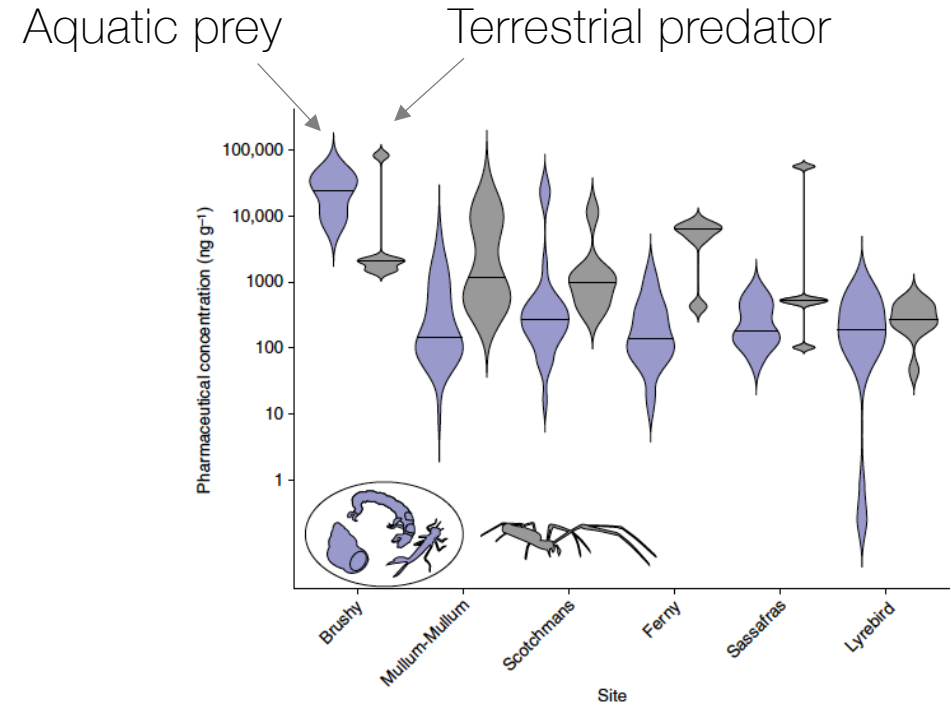 Aquatic prey Terrestrial predator
100,000
10,000
1000
100
10
1
Pharmaceutical concentration (ng g⁻¹)
Brushy
Mullum-Mullum
Scotchmans
Ferny
Sassafras
Lyrebird
Site